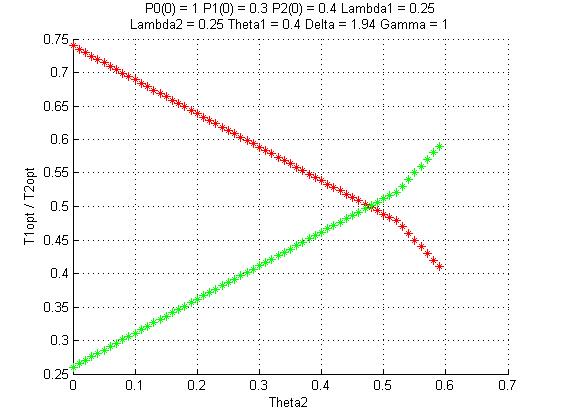 P0(0) = 1 P1(0) = 0.3 P2(0) = 0.4 Lambda1 = 0.25
Lambda2 = 0.25 Theta1 = 0.4 Delta = 1.94 Gamma = 1
0.75
0.7
0.65
0.6
0.55
0.5
0.45
0.4
0.35
0.3
0.25
T1opt / T2opt
0 0.1 0.2 0.3 0.4 0.5 0.6 0.7
Theta2